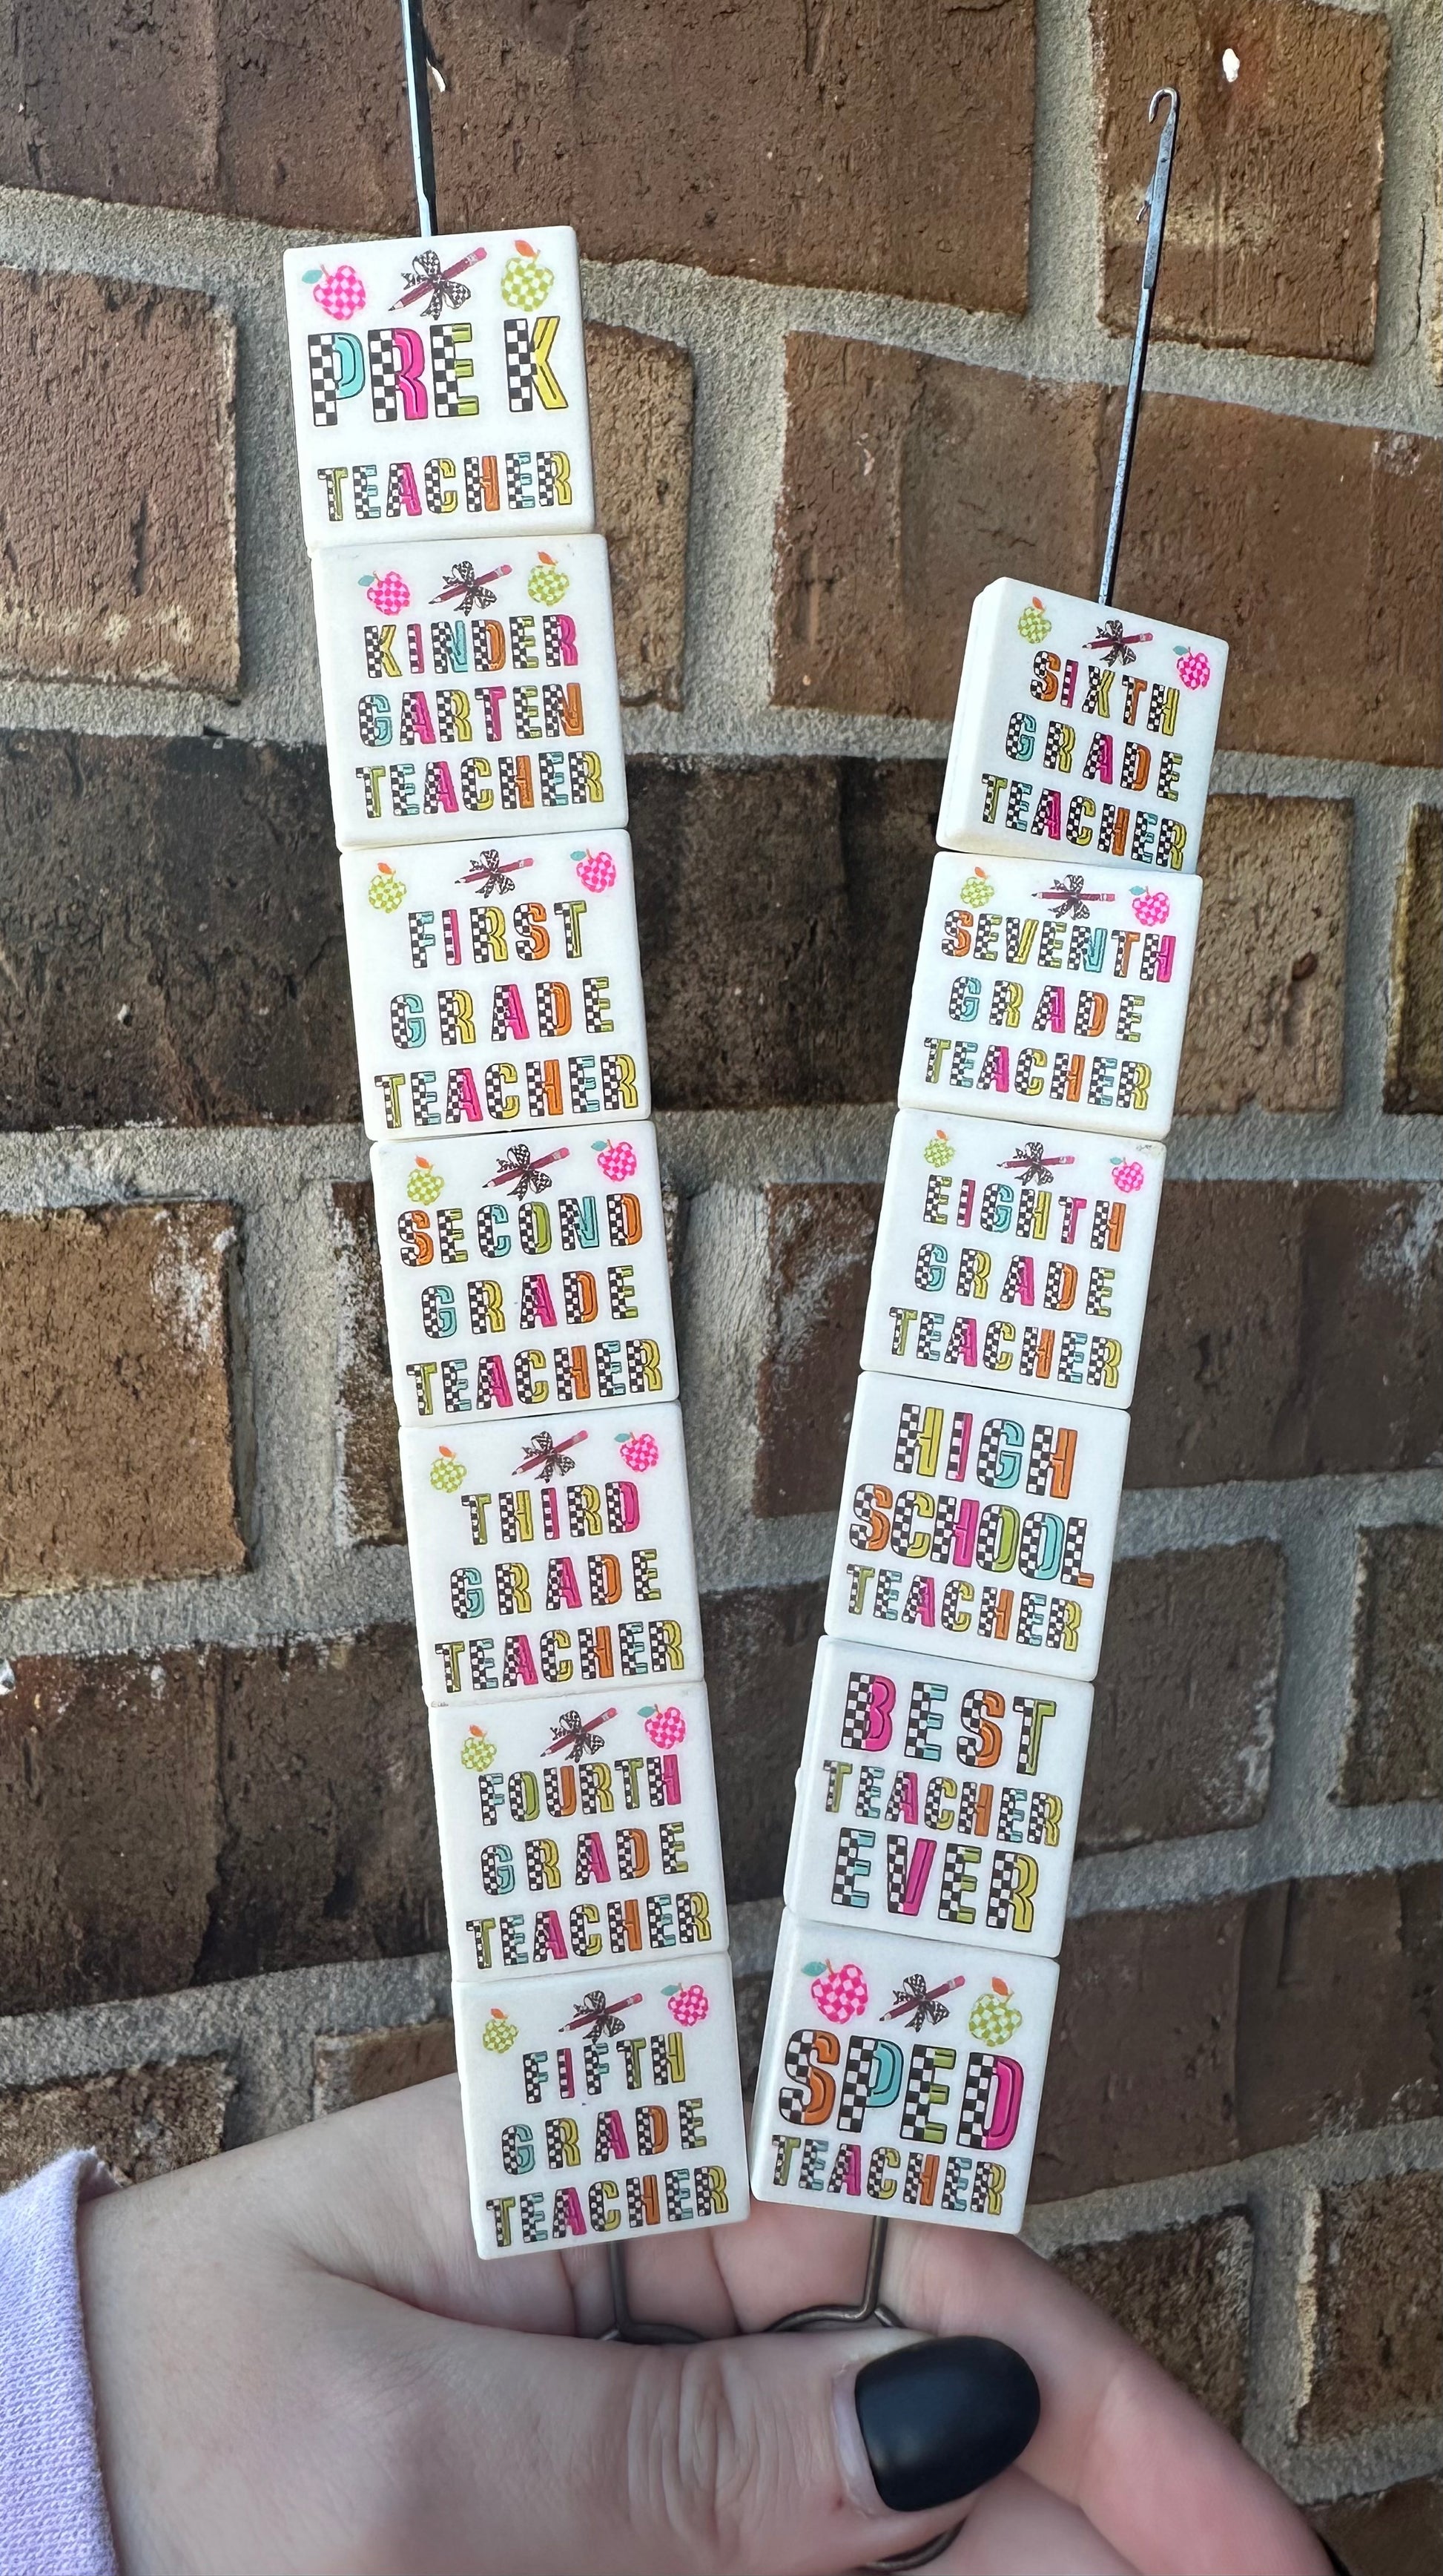 PRE K
TEACHER
KINDER
GARTEN
TEACHER
FIRST
GRADE
TEACHER
SECOND
GRADE
TEACHER
THIRD
GRADE
TEACHER
FOURTH
GRADE
TEACHER
FIFTH
GRADE
TEACHER
SIXTH
GRADE
TEACHER
SEVENTH
GRADE
TEACHER
EIGHTH
GRADE
TEACHER
HIGH
SCHOOL
TEACHER
BEST
TEACHER
EVER
SPED
TEACHER